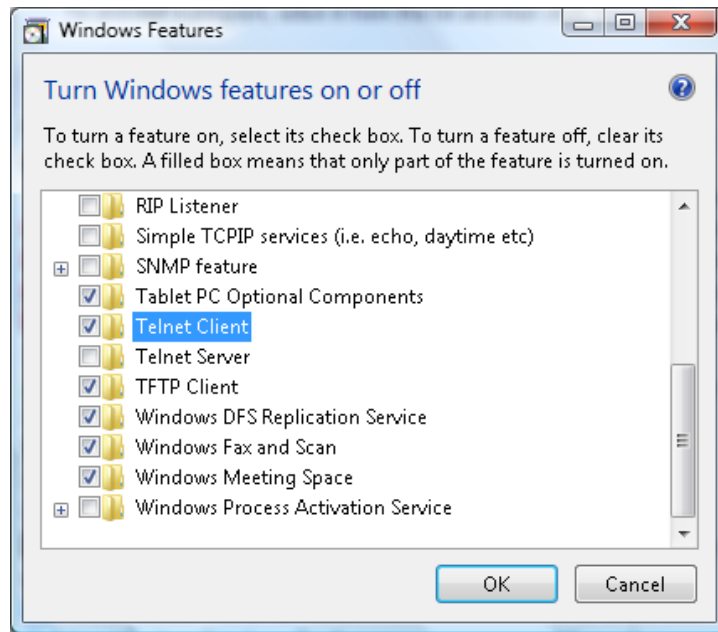 Windows Features
Turn Windows features on or off
To turn a feature on, select its check box. To turn a feature off, clear its
check box. A filled box means that only part of the feature is turned on.
RIP Listener
Simple TCPIP services (i.e. echo, daytime etc)
SNMP feature
Tablet PC Optional Components
Telnet Client
Telnet Server
TFTP Client
Windows DFS Replication Service
Windows Fax and Scan
Windows Meeting Space
Windows Process Activation Service
OK Cancel